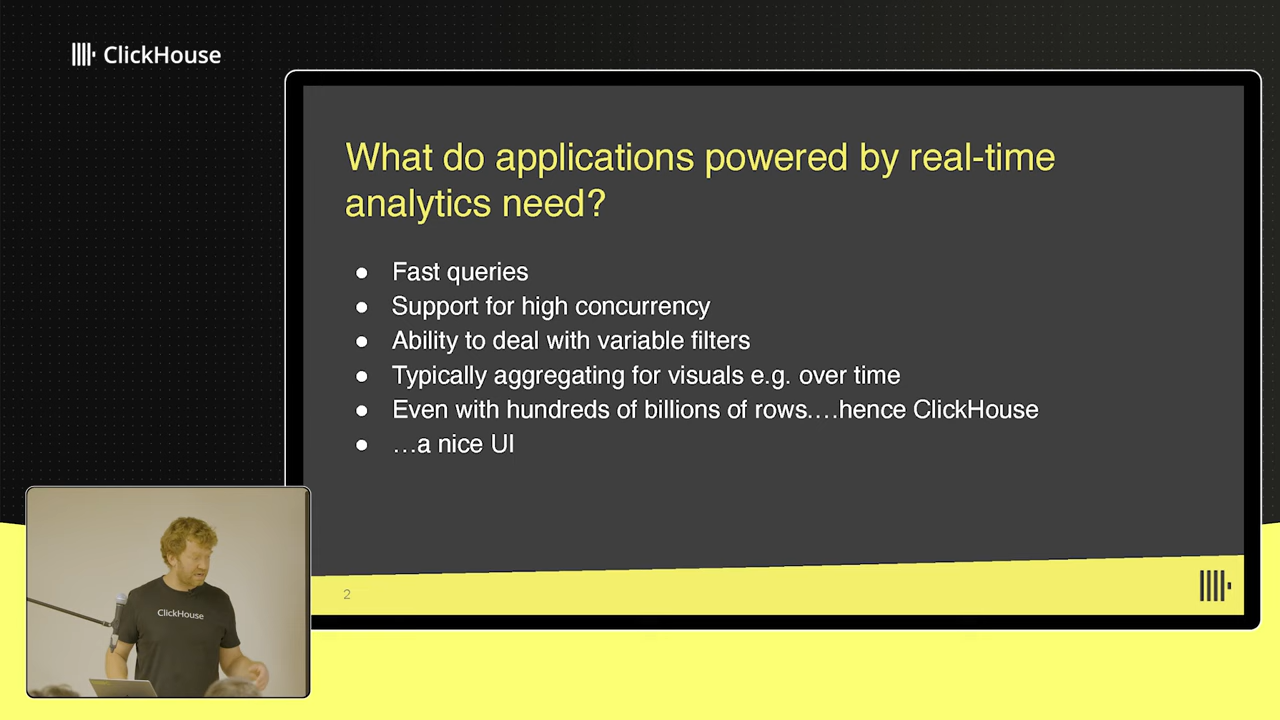 ClickHouse
What do applications powered by real-time
analytics need?
● Fast queries
● Support for high concurrency
● Ability to deal with variable filters
● Typically aggregating for visuals e.g. over time
● Even with hundreds of billions of rows….hence ClickHouse
● …a nice UI
2
ClickHouse